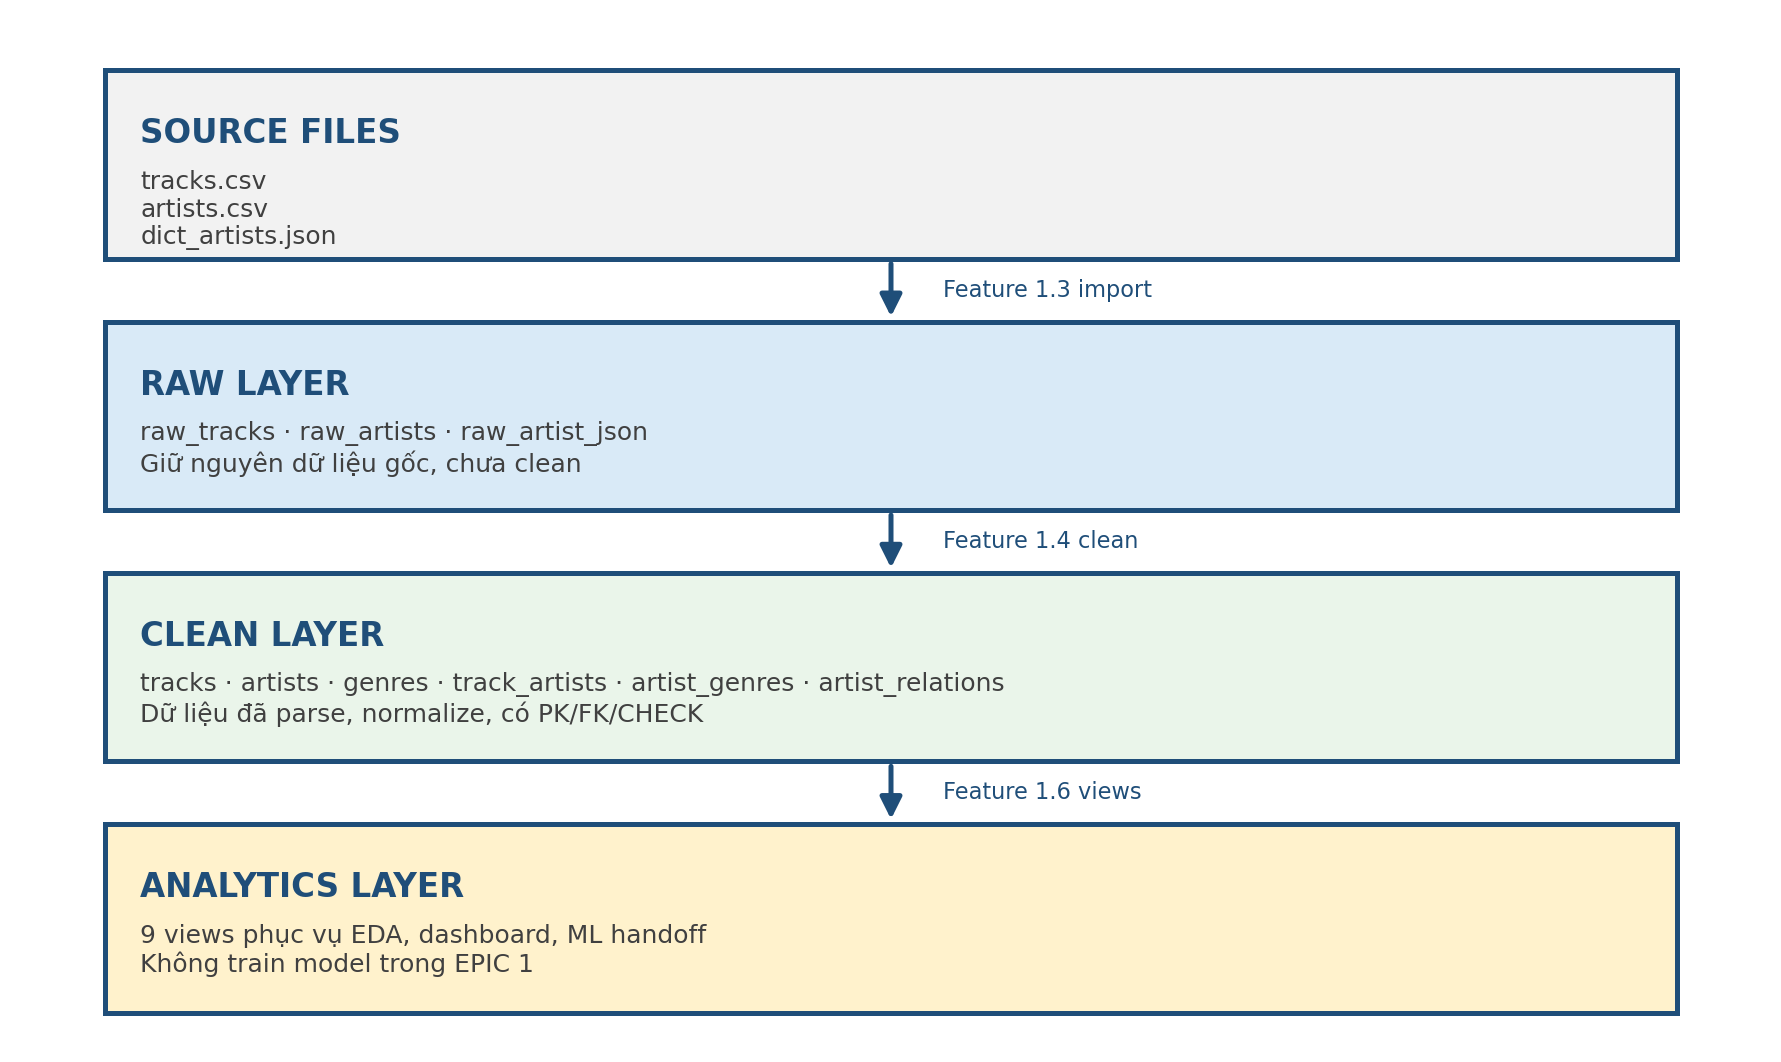 SOURCE FILES
tracks.csv
artists.csv
dict_artists.json
Feature 1.3 import
RAW LAYER
raw_tracks · raw_artists · raw_artist_json
Giữ nguyên dữ liệu gốc, chưa clean
Feature 1.4 clean
CLEAN LAYER
tracks · artists · genres · track_artists · artist_genres · artist_relations
Dữ liệu đã parse, normalize, có PK/FK/CHECK
Feature 1.6 views
ANALYTICS LAYER
9 views phục vụ EDA, dashboard, ML handoff
Không train model trong EPIC 1